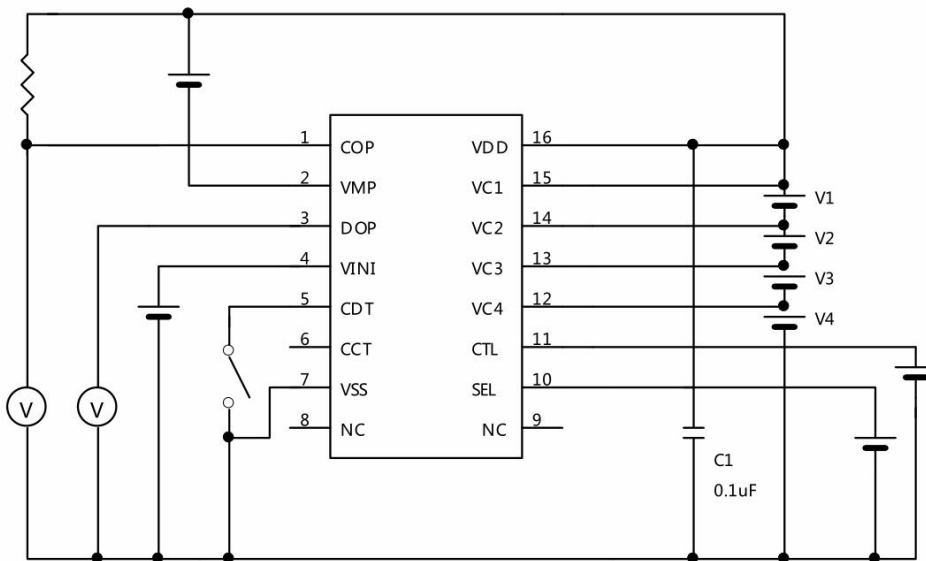 1 COP VDD 16
2 VMP VC1 15 V1
3 DOP VC2 14 V2
4 VINI VC3 13 V3
5 CDT VC4 12 V4
6 CCT CTL 11
7 VSS SEL 10
V V
8 NC NC 9
C1
0.1uF